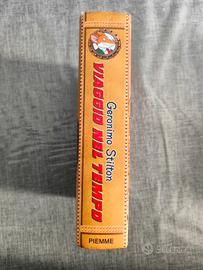 Geronimo Stilton
VIAGGIO NEL TEMPO
PIEMME